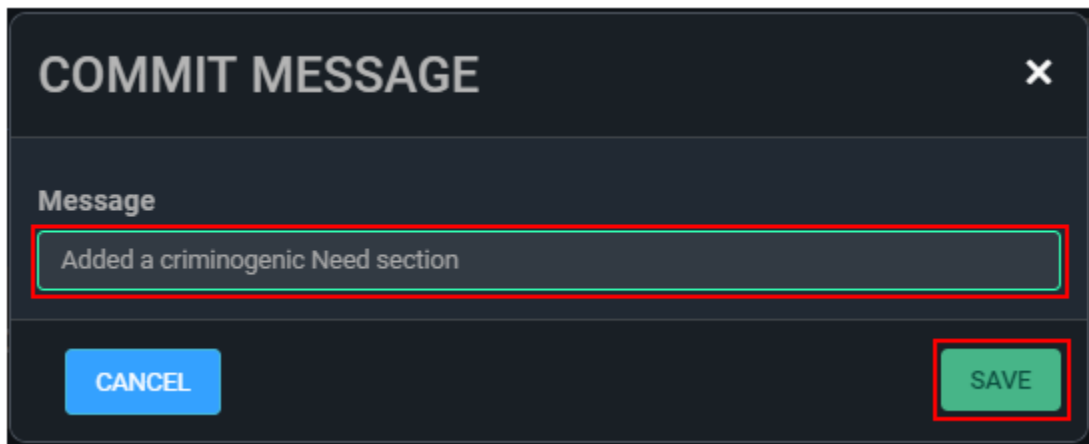 COMMIT MESSAGE
Message
Added a criminogenic Need section
CANCEL
SAVE